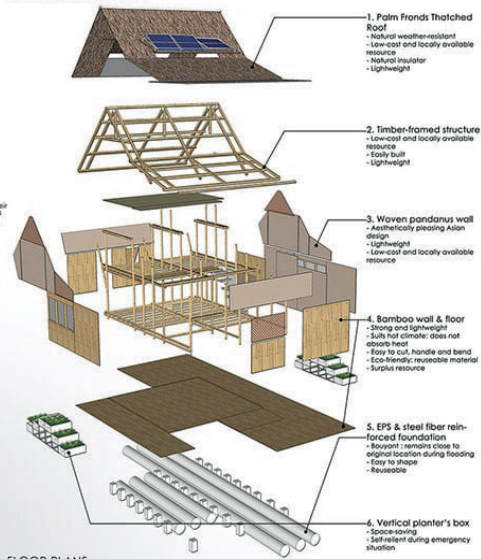 1. Palm Fronds Thatched
Roof
- Natural weather-resistant
- Low-cost and locally available
resource
- Natural insulator
- Lightweight
2. Timber-framed structure
- Low-cost and locally available
resource
- Easily built
- Lightweight
3. Woven pandanus wall
- Aesthetically pleasing Asian
design
- Lightweight
- Low-cost and locally available
resource
4. Bamboo wall & floor
- Strong and lightweight
- Suits hot climate: does not
absorb heat
- Easy to cut, handle and bend
- Eco-friendly: reuseable material
- Surplus resource
5. EPS & steel fiber rein-
forced foundation
- Bouyant : remains close to
original location during flooding
- Easy to shape
- Reuseable
6. Vertical planter's box
- Space-saving
- Self-relient during emergency
situation
FLOOR PLANS